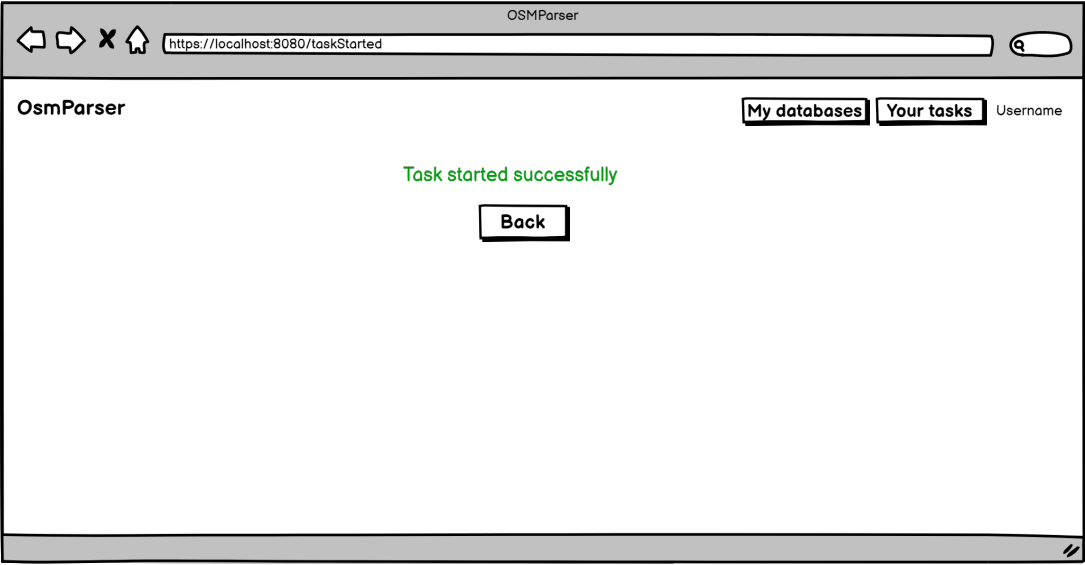 OSMParser
https://localhost:8080/taskStarted
OsmParser
My databases
Your tasks
Username
Task started successfully
Back